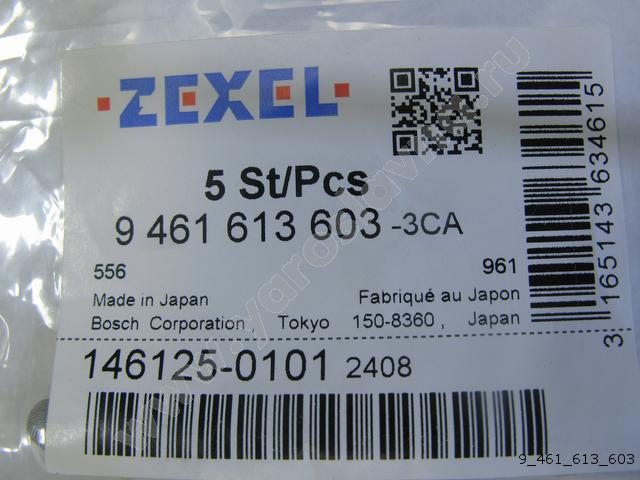 ZEXEL
5 St/Pcs
9 461 613 603 -3CA
556 961
Made in Japan Fabriqué au Japon
Bosch Corporation, Tokyo 150-8360, Japan
146125-0101 2408
3 165143 634615
9_461_613_603